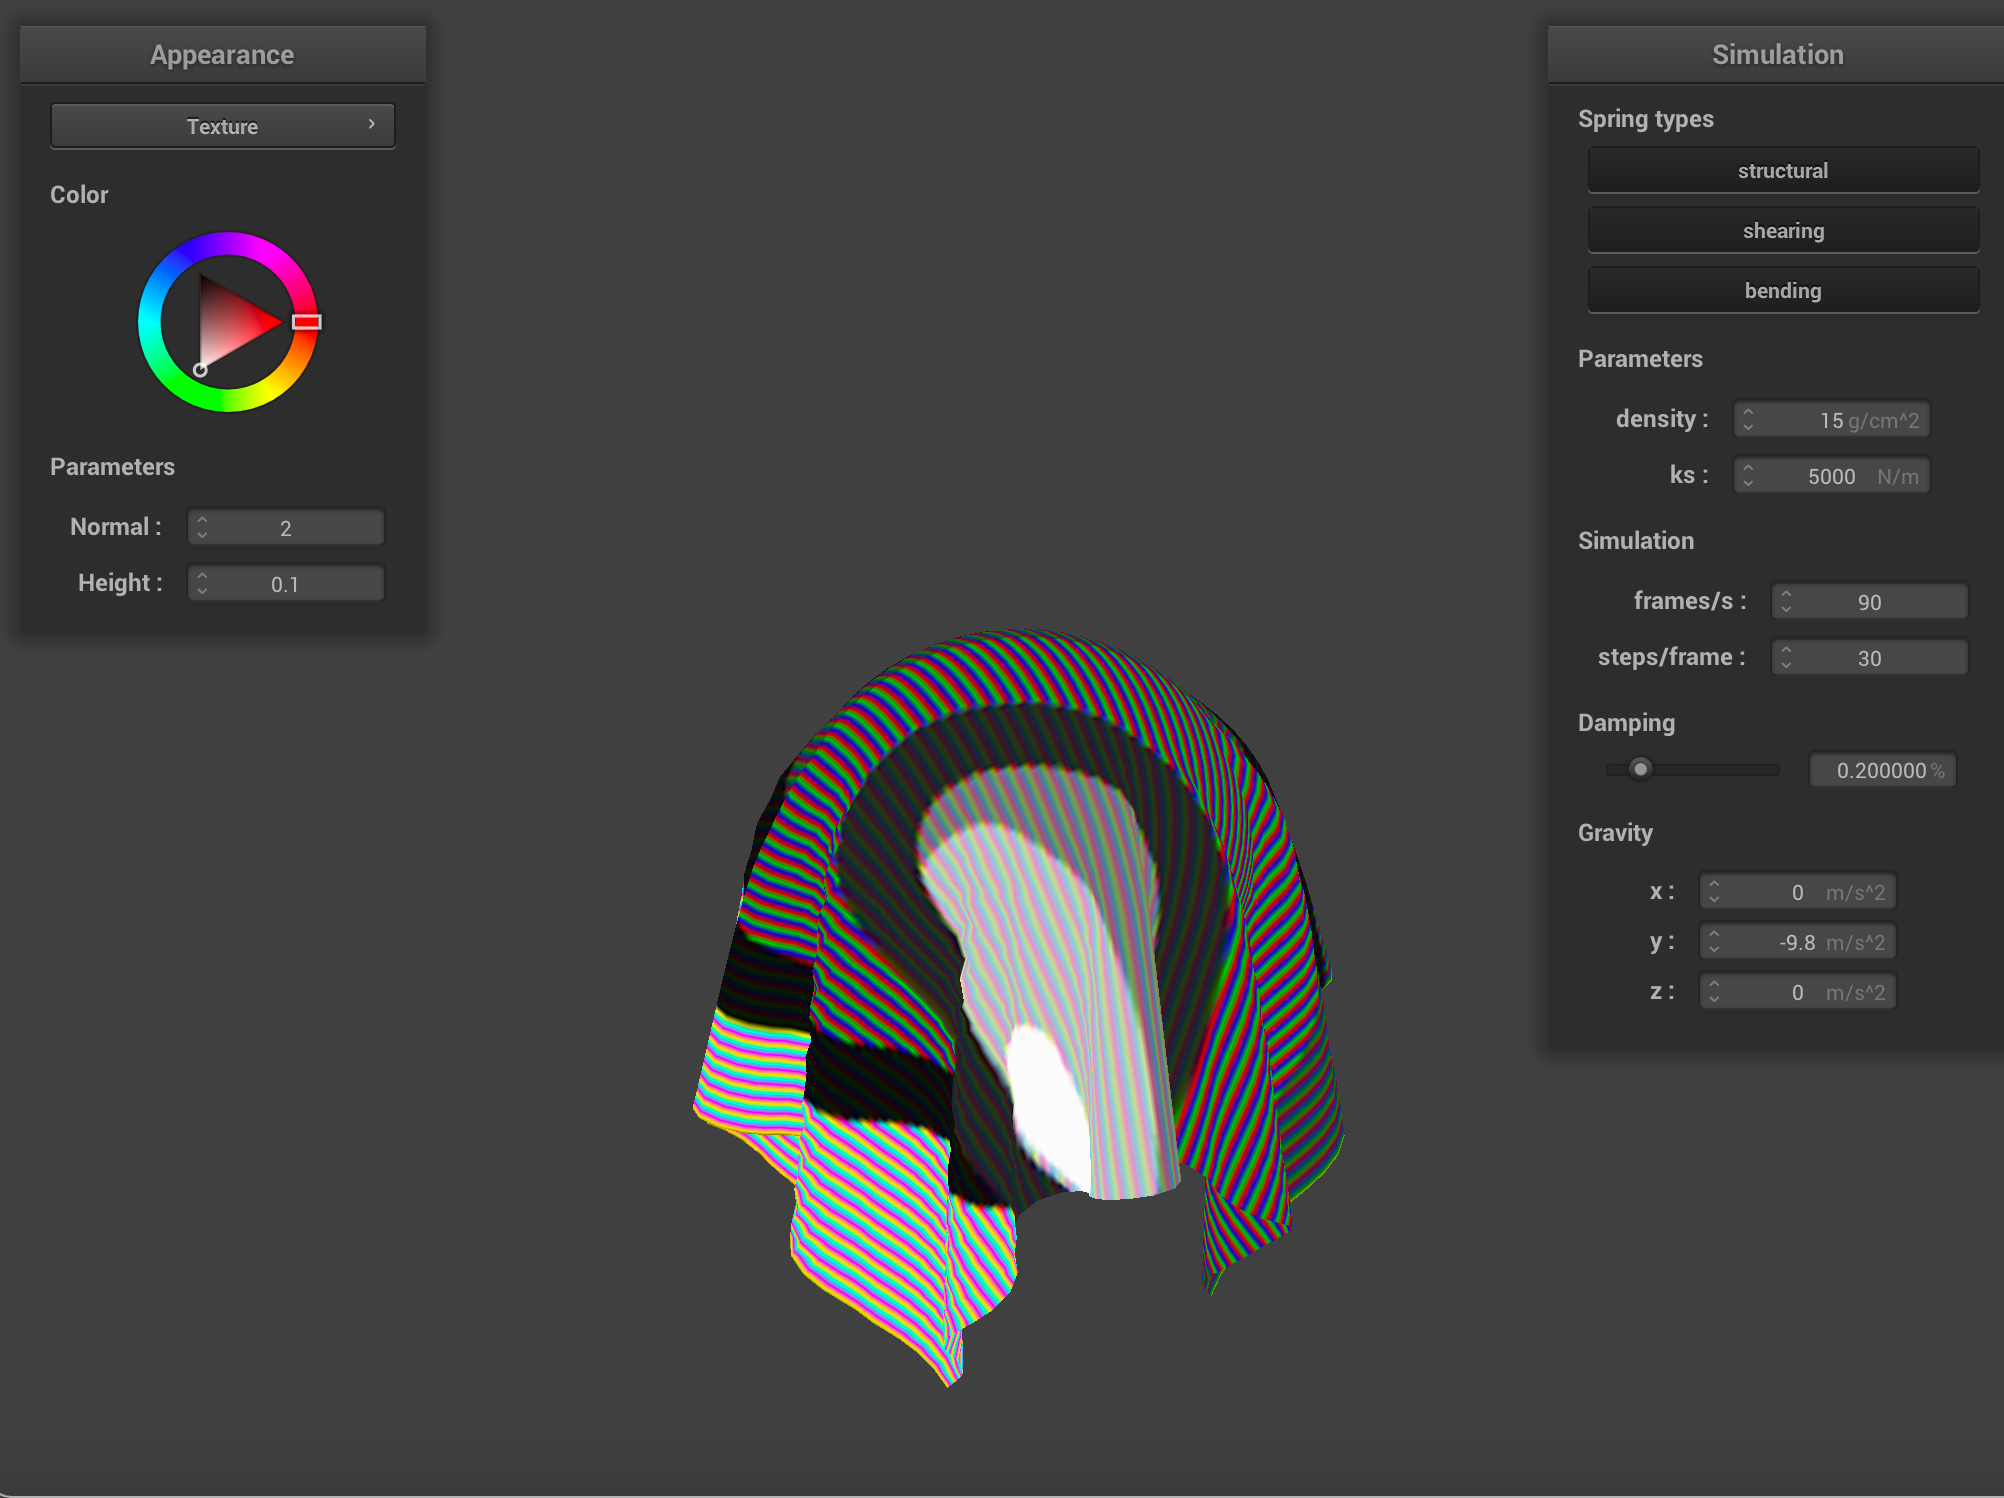 Appearance
Texture
Color
Parameters
Normal : 2
Height : 0.1
Simulation
Spring types
structural
shearing
bending
Parameters
density : 15 g/cm^2
ks : 5000 N/m
Simulation
frames/s : 90
steps/frame : 30
Damping
0.200000 %
Gravity
x : 0 m/s^2
y : -9.8 m/s^2
z : 0 m/s^2